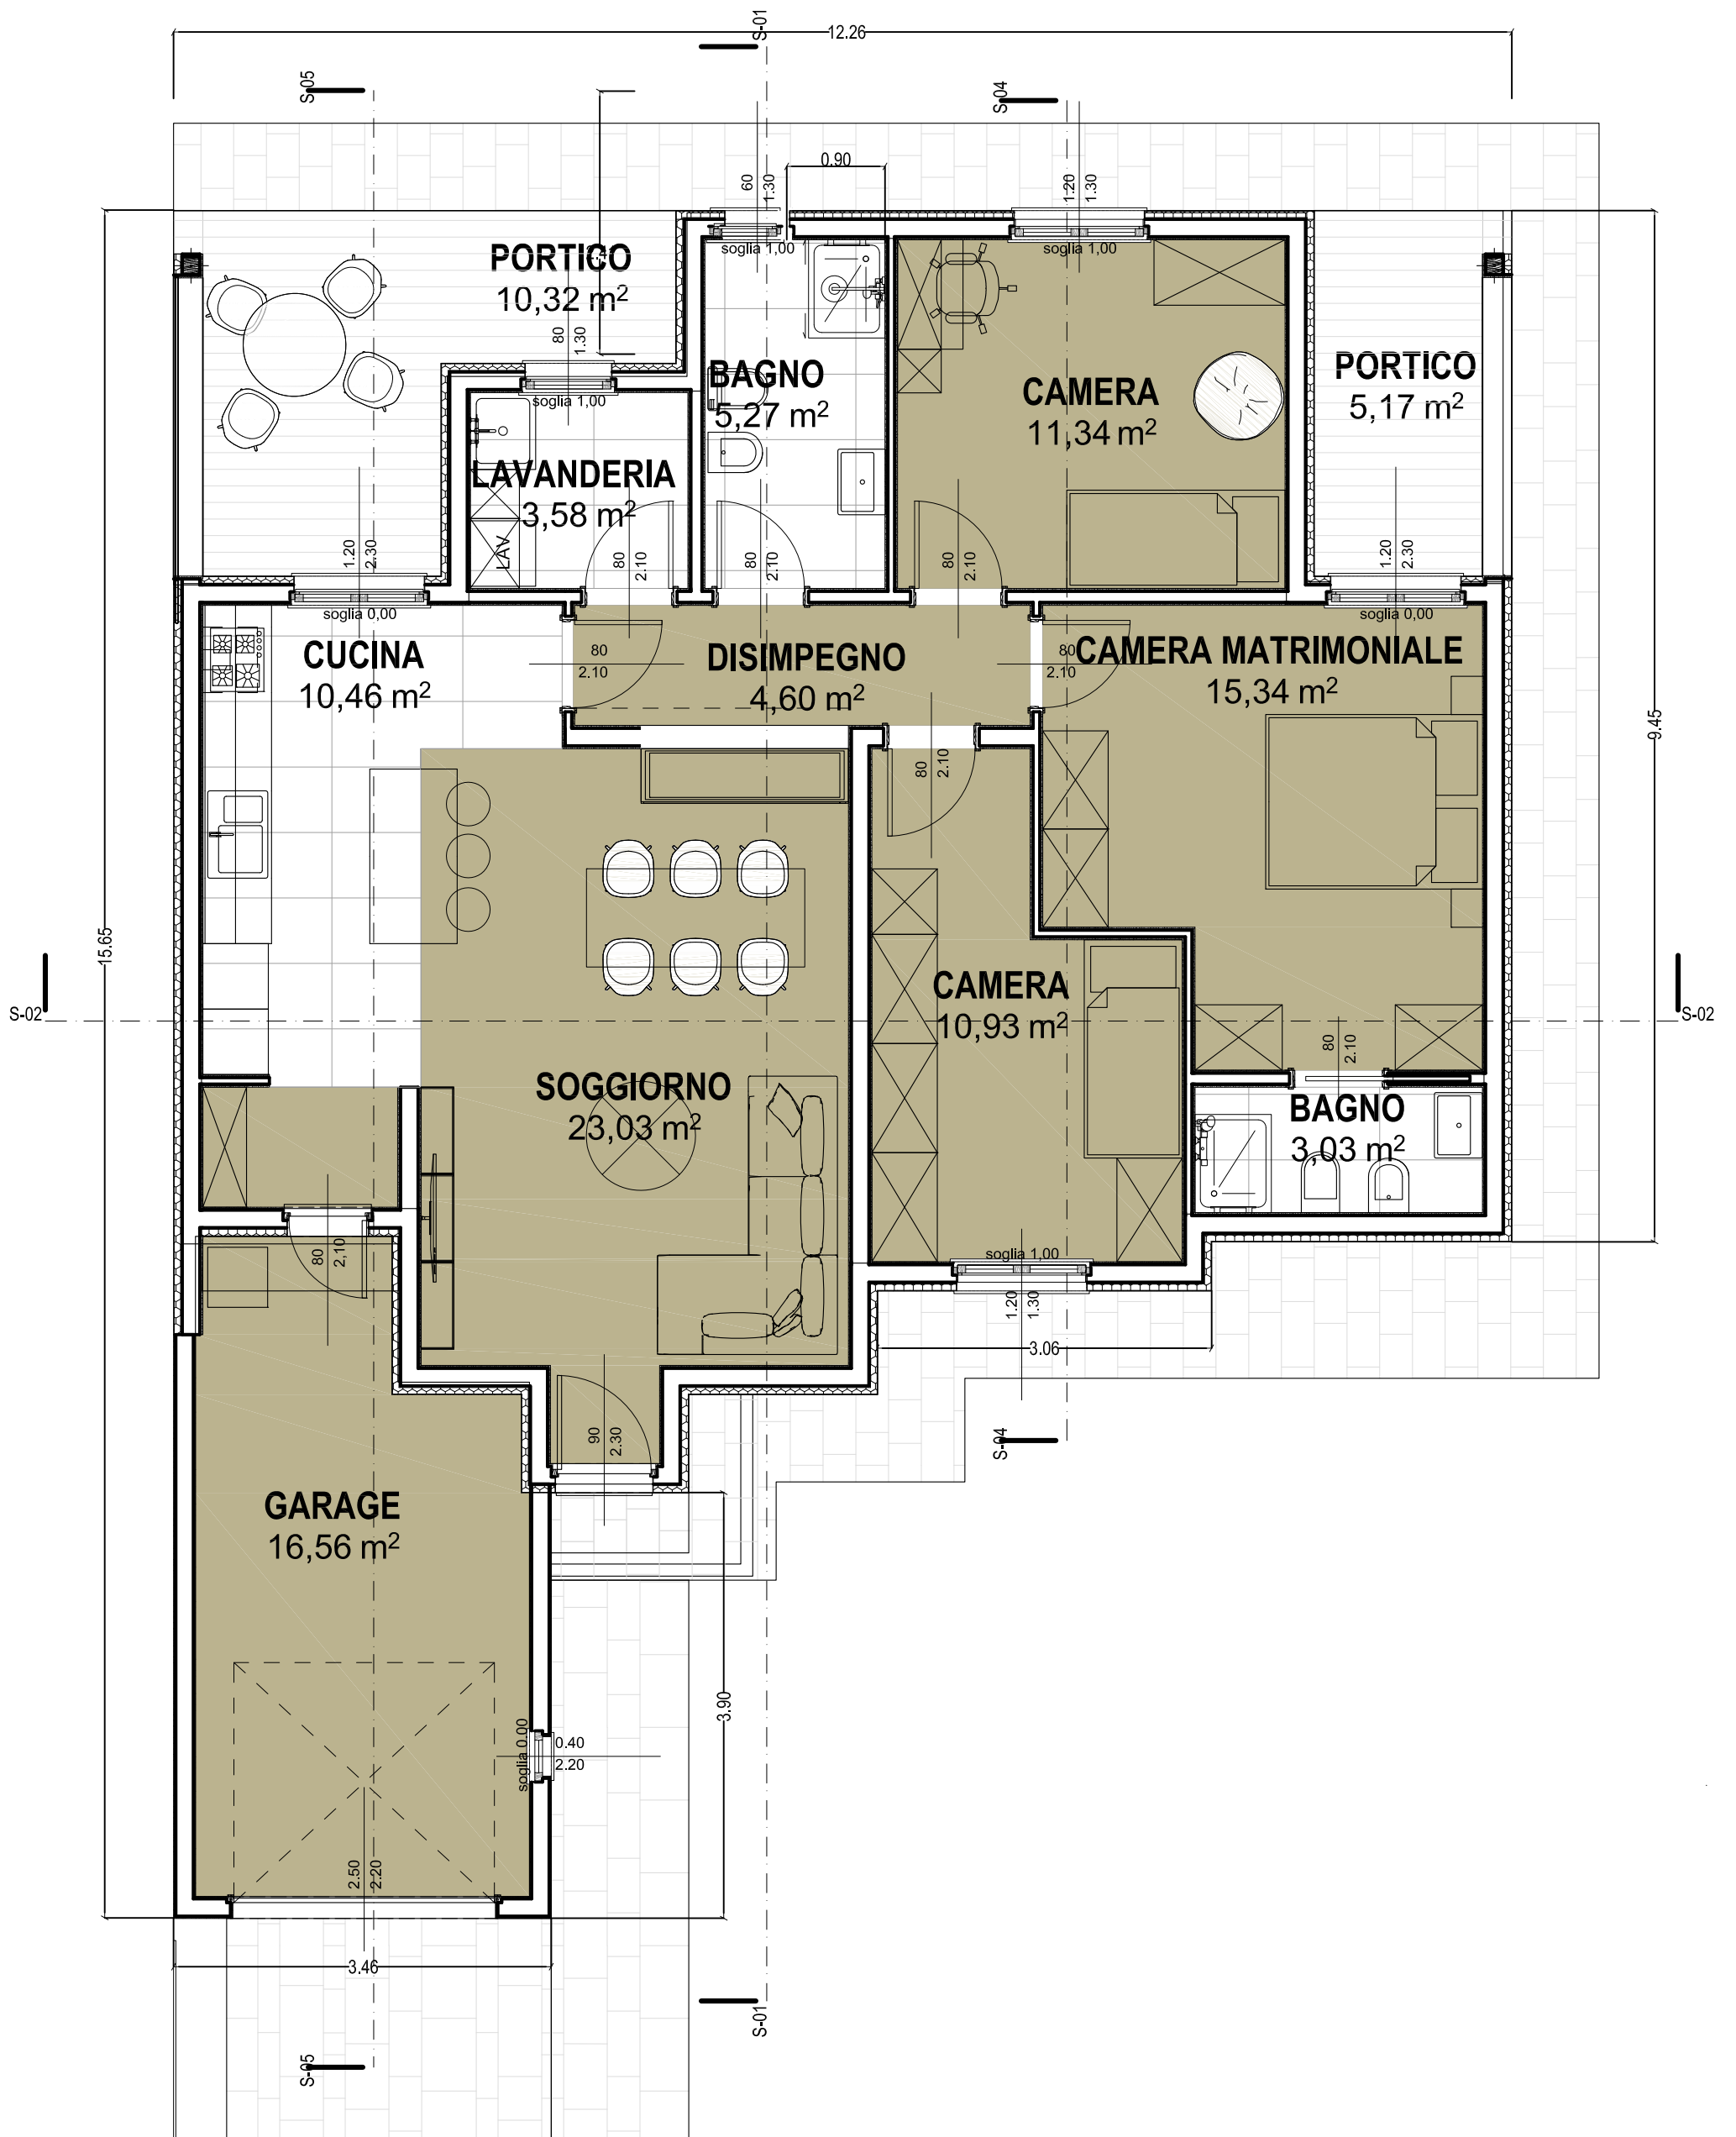 S-01
12.26
S-05
S-04
0.90
60
1.30
1.20
1.30
soglia 1,00
soglia 1,00
PORTICO
10,32 m²
80
1.30
soglia 1,00
BAGNO
5,27 m²
CAMERA
11,34 m²
PORTICO
5,17 m²
LAVANDERIA
3,58 m²
LAV
1.20
2.30
80
2.10
80
2.10
80
2.10
1.20
2.30
soglia 0,00
soglia 0,00
CUCINA
10,46 m²
80
2.10
DISIMPEGNO
4,60 m²
80
2.10
CAMERA MATRIMONIALE
15,34 m²
9.45
80
2.10
15.65
S-02
CAMERA
10,93 m²
S-02
80
2.10
SOGGIORNO
23,03 m²
BAGNO
3,03 m²
80
2,10
soglia 1,00
1.20
1.30
3.06
90
2.30
S-04
GARAGE
16,56 m²
3.90
soglia 0.00
0.40
2.20
2.50
2.20
3.46
S-01
S-05